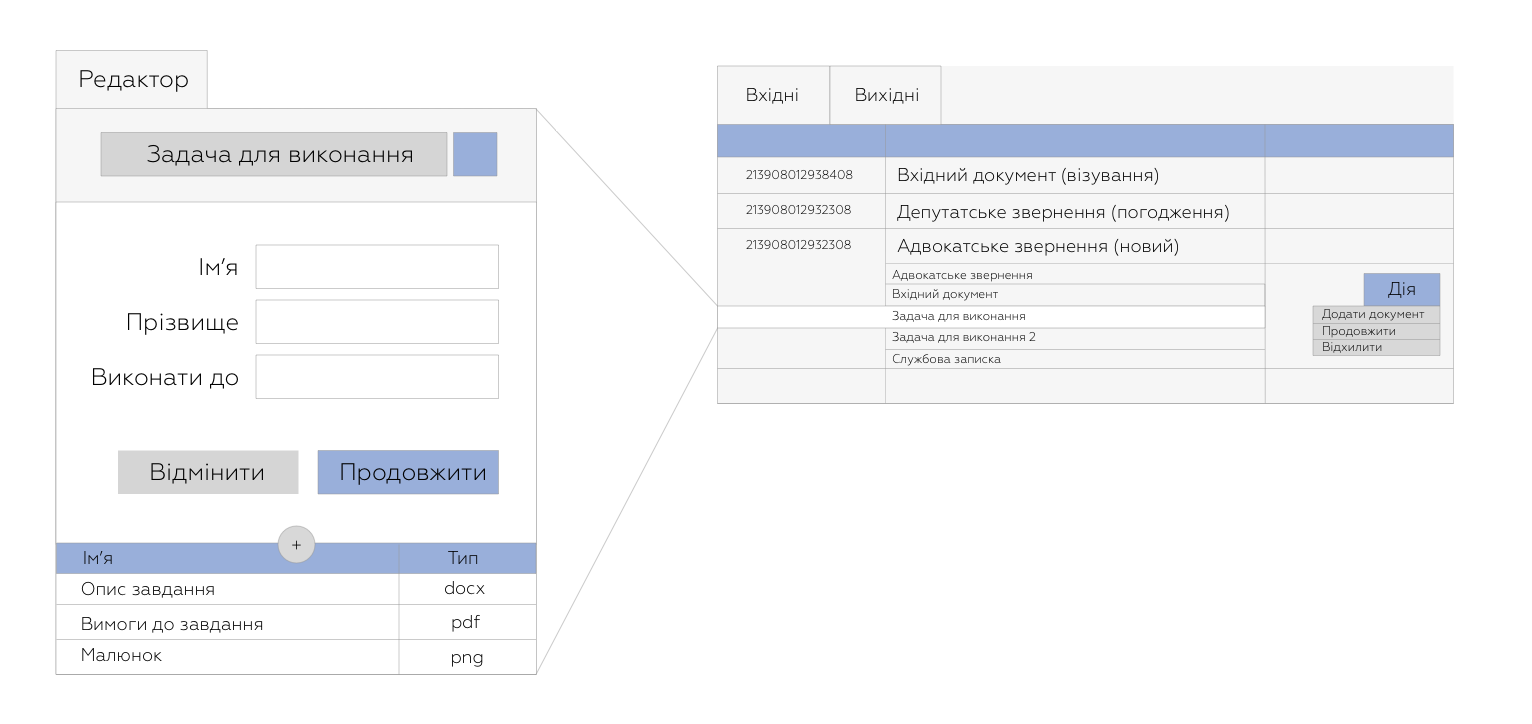 Редактор
Задача для виконання
Ім’я
Прізвище
Виконати до
Відмінити Продовжити
+
Ім’я Тип
Опис завдання docx
Вимоги до завдання pdf
Малюнок png
Вхідні Вихідні
213908012938408 Вхідний документ (візування)
213908012932308 Депутатське звернення (погодження)
213908012932308 Адвокатське звернення (новий)
Адвокатське звернення
Вхідний документ
Задача для виконання
Задача для виконання 2
Службова записка
Дія
Додати документ
Продовжити
Відхилити